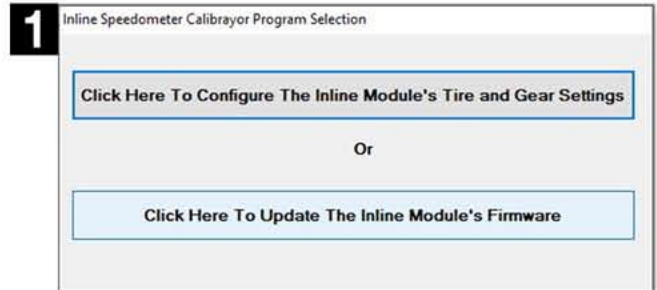 1
Inline Speedometer Calibrayor Program Selection
Click Here To Configure The Inline Module's Tire and Gear Settings
Or
Click Here To Update The Inline Module's Firmware